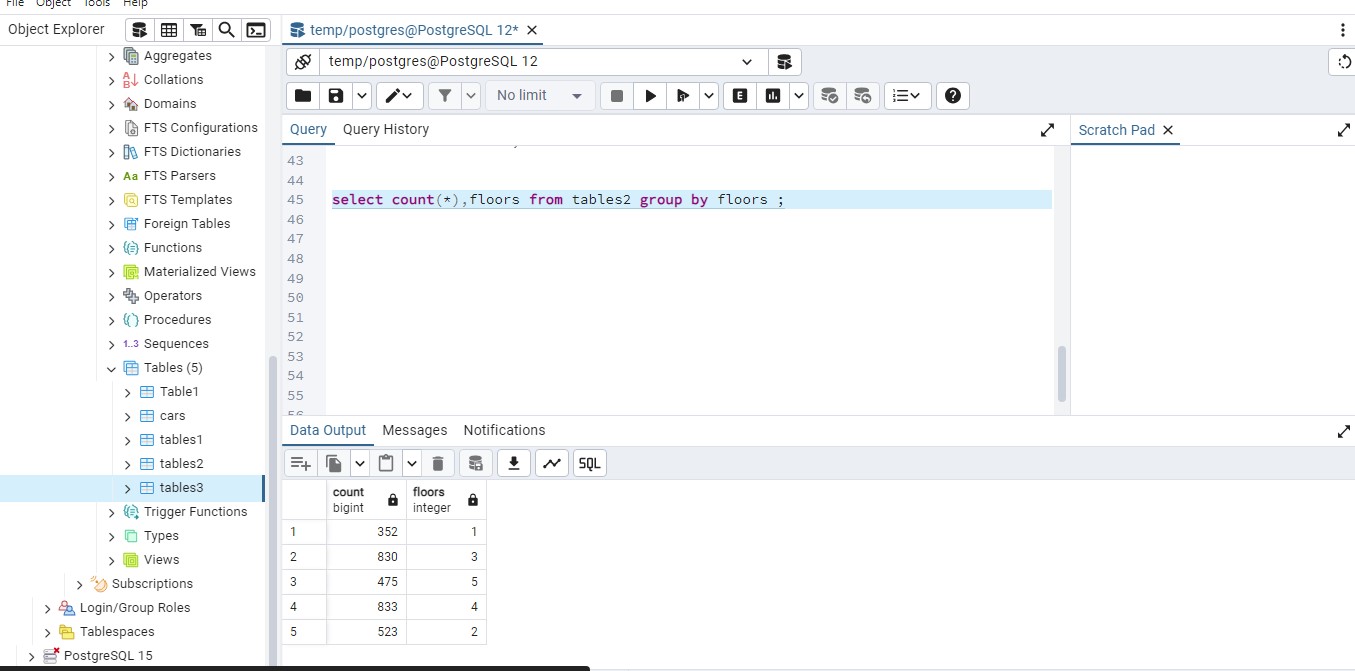 File Object Tools Help
Object Explorer
temp/postgres@PostgreSQL 12*
temp/postgres@PostgreSQL 12
No limit
E
Query Query History
Scratch Pad
Aggregates
Collations
Domains
FTS Configurations
FTS Dictionaries
Aa FTS Parsers
FTS Templates
Foreign Tables
Functions
Materialized Views
Operators
Procedures
1..3 Sequences
Tables (5)
Table1
cars
tables1
tables2
tables3
Trigger Functions
Types
Views
Subscriptions
Login/Group Roles
Tablespaces
PostgreSQL 15
43
44
45 select count(*),floors from tables2 group by floors ;
46
47
48
49
50
51
52
53
54
55
56
Data Output Messages Notifications
SQL
count floors
bigint integer
1 352 1
2 830 3
3 475 5
4 833 4
5 523 2